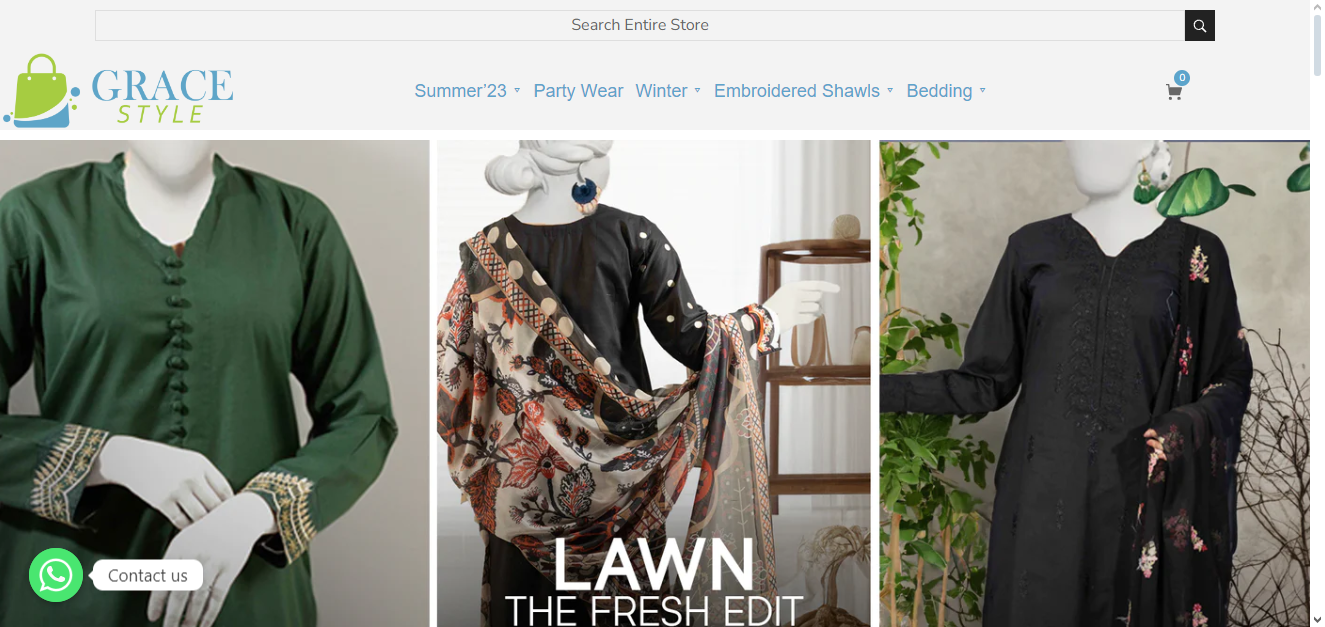 Search Entire Store
GRACE
STYLE
Summer'23 Party Wear Winter Embroidered Shawls Bedding
0
LAWN
THE FRESH EDIT
Contact us